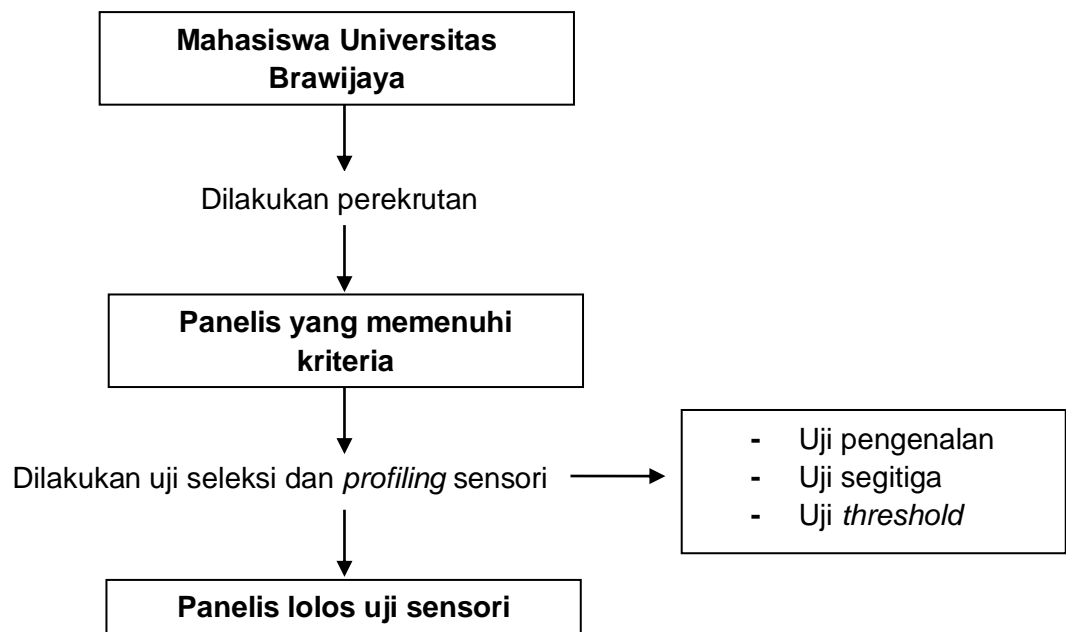 Mahasiswa Universitas
Brawijaya
Dilakukan perekrutan
Panelis yang memenuhi
kriteria
Dilakukan uji seleksi dan profiling sensori
- Uji pengenalan
- Uji segitiga
- Uji threshold
Panelis lolos uji sensori